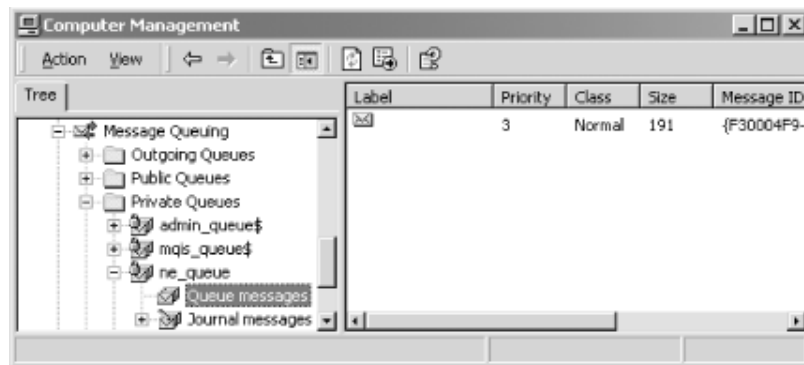 Computer Management
Action View
Tree
Label Priority Class Size Message ID
3 Normal 191 {F30004F9-
Message Queuing
Outgoing Queues
Public Queues
Private Queues
admin_queue$
mqis_queue$
ne_queue
Queue messages
Journal messages